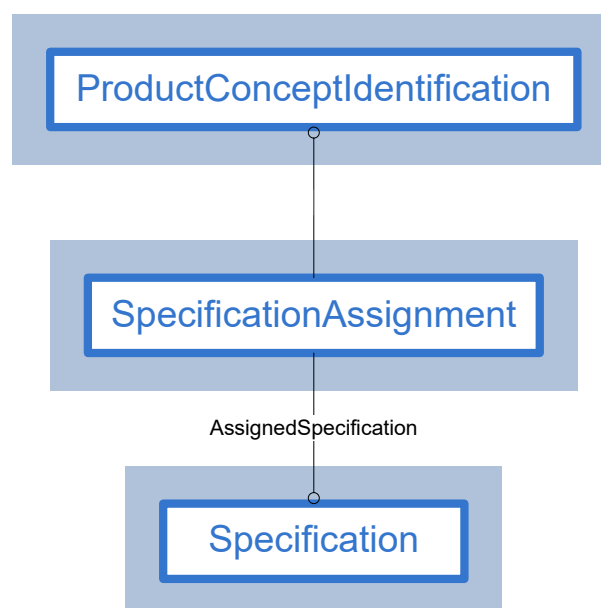 ProductConceptIdentification
SpecificationAssignment
AssignedSpecification
Specification